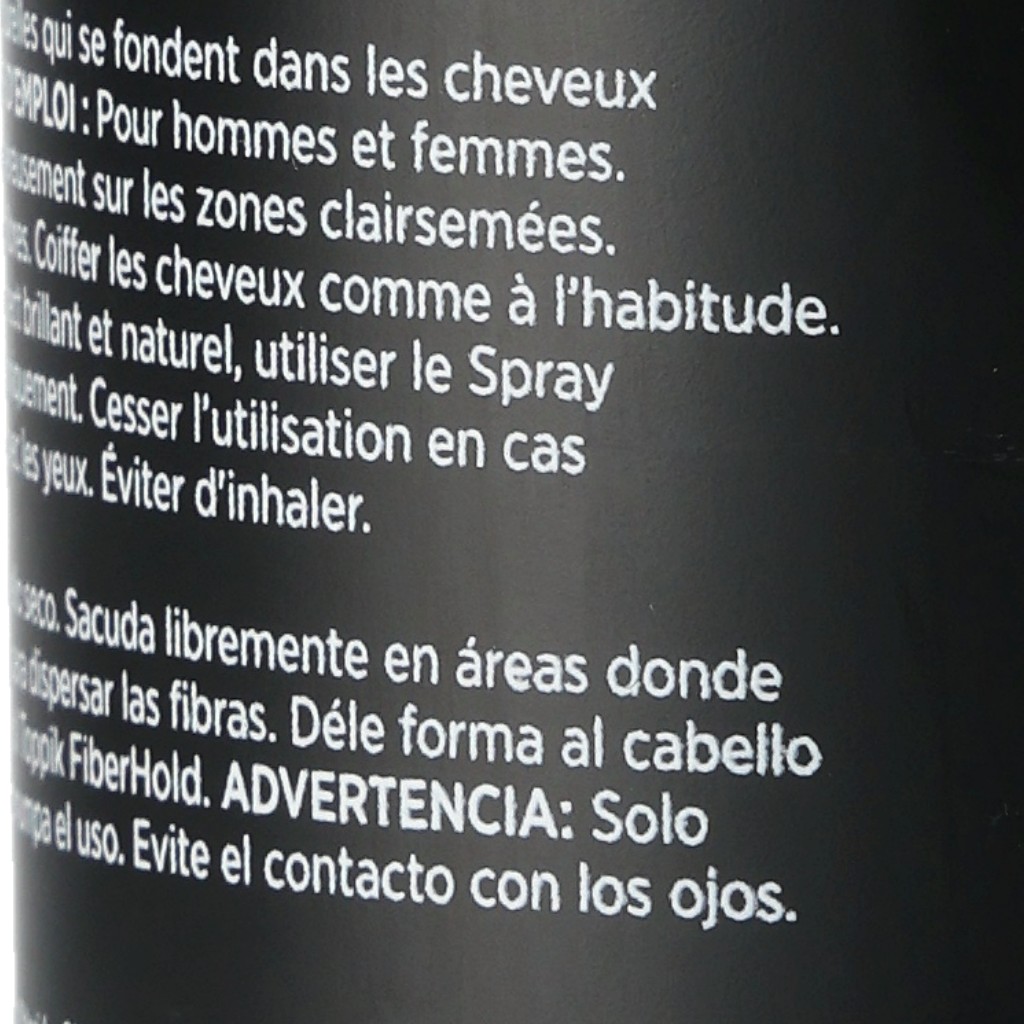 qui se fondent dans les cheveux
EMPLOI : Pour hommes et femmes.
sur les zones clairsemées.
Coiffer les cheveux comme à l'habitude.
brillant et naturel, utiliser le Spray
Cesser l'utilisation en cas
les yeux. Éviter d'inhaler.
seco. Sacuda libremente en áreas donde
dispersar las fibras. Déle forma al cabello
Toppik FiberHold. ADVERTENCIA: Solo
el uso. Evite el contacto con los ojos.